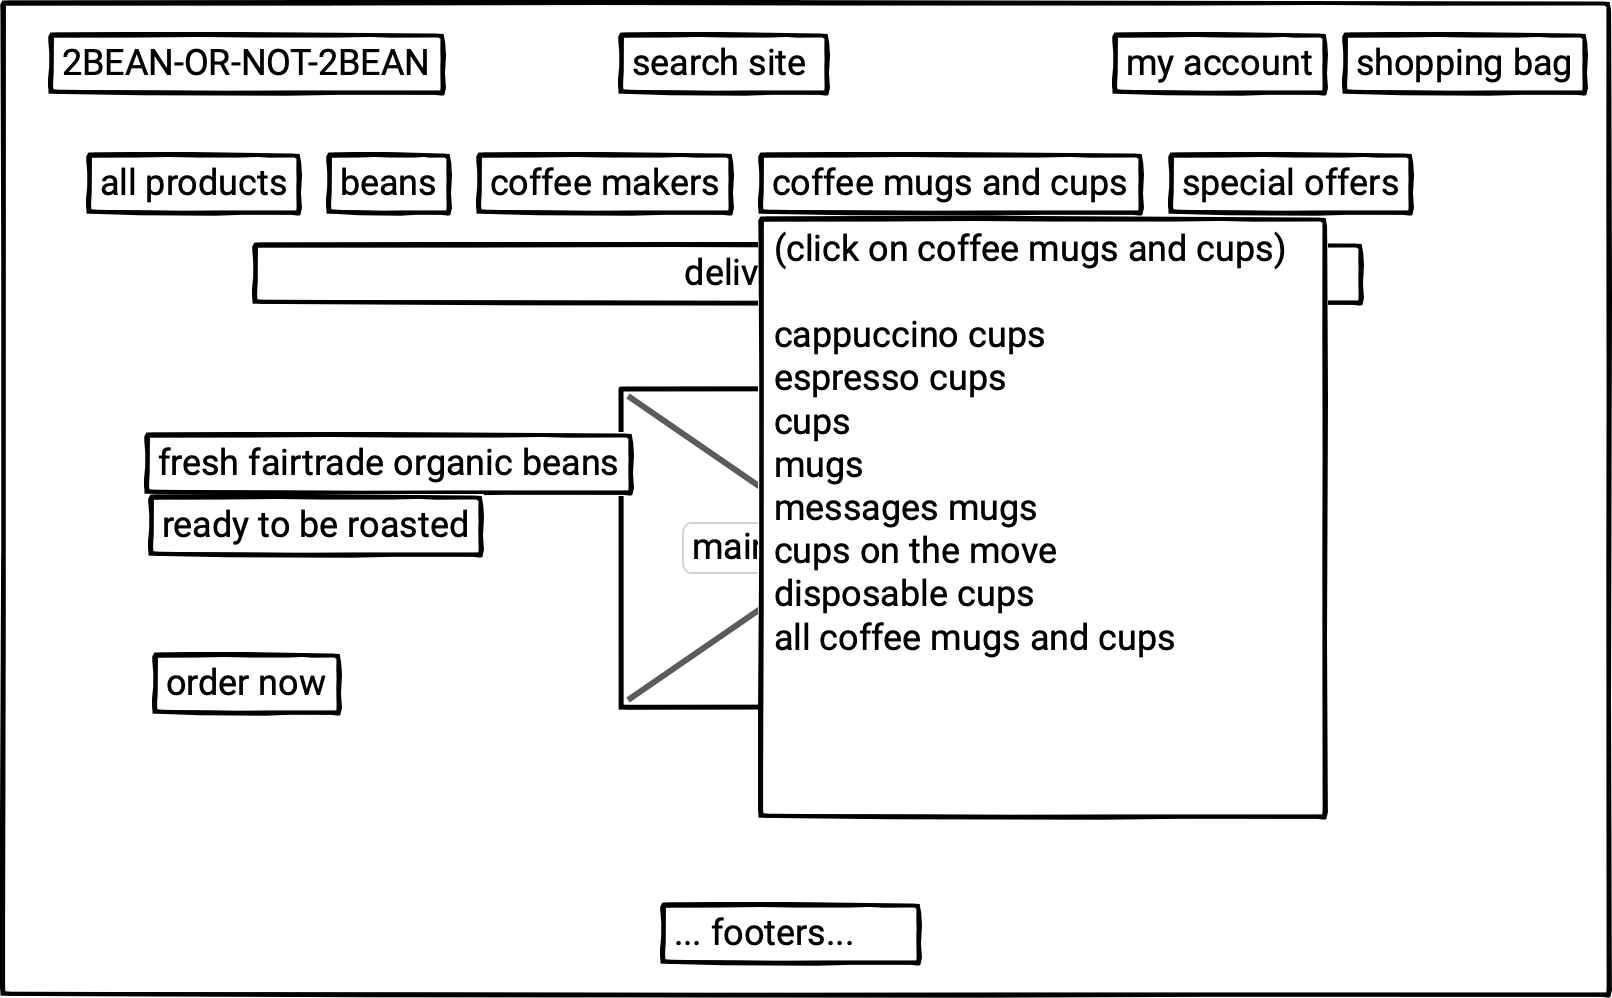 2BEAN-OR-NOT-2BEAN
search site
my account
shopping bag
all products
beans
coffee makers
coffee mugs and cups
special offers
(click on coffee mugs and cups)
cappuccino cups
espresso cups
cups
mugs
messages mugs
cups on the move
disposable cups
all coffee mugs and cups
fresh fairtrade organic beans
ready to be roasted
order now
... footers...